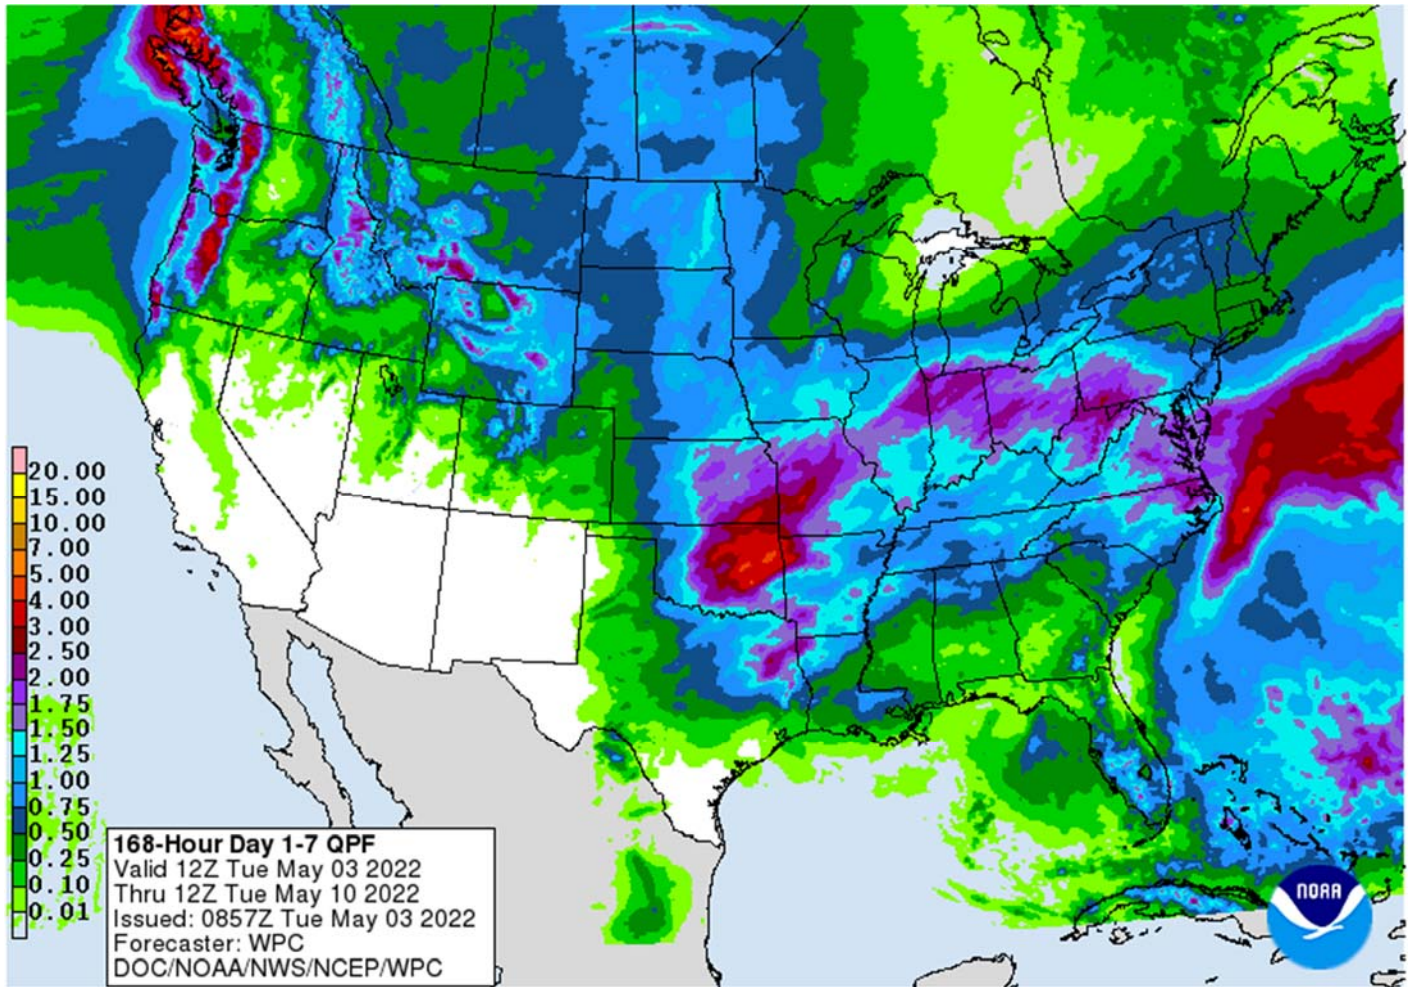 20.00
15.00
10.00
7.00
5.00
4.00
3.00
2.50
2.00
1.75
1.50
1.25
1.00
0.75
0.50
0.25
0.10
0.01
168-Hour Day 1-7 QPF
Valid 12Z Tue May 03 2022
Thru 12Z Tue May 10 2022
Issued: 0857Z Tue May 03 2022
Forecaster: WPC
DOC/NOAA/NWS/NCEP/WPC
NOAA